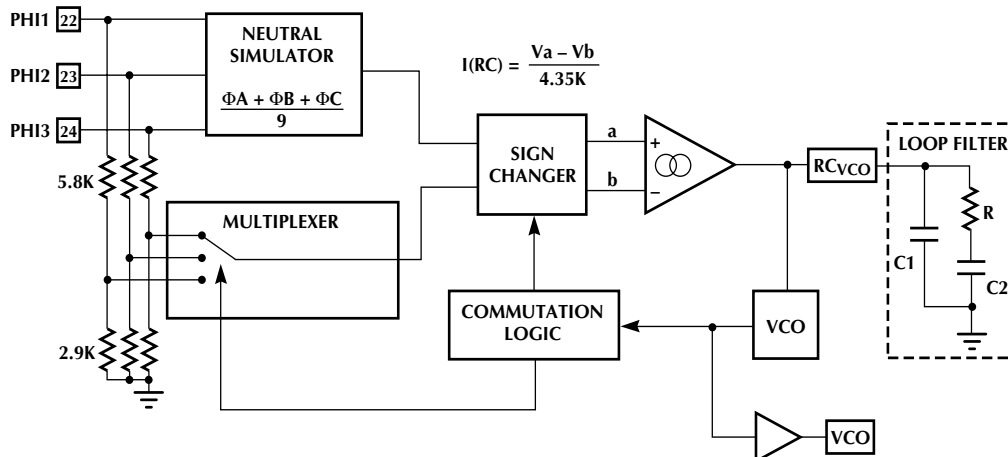 PHI1 22
PHI2 23
PHI3 24
NEUTRAL
SIMULATOR
ΦA + ΦB + ΦC
9
I(RC) = Va – Vb
4.35K
5.8K
2.9K
MULTIPLEXER
SIGN
CHANGER
a
b
+
–
RCVCO
LOOP FILTER
R
C1
C2
COMMUTATION
LOGIC
VCO
VCO